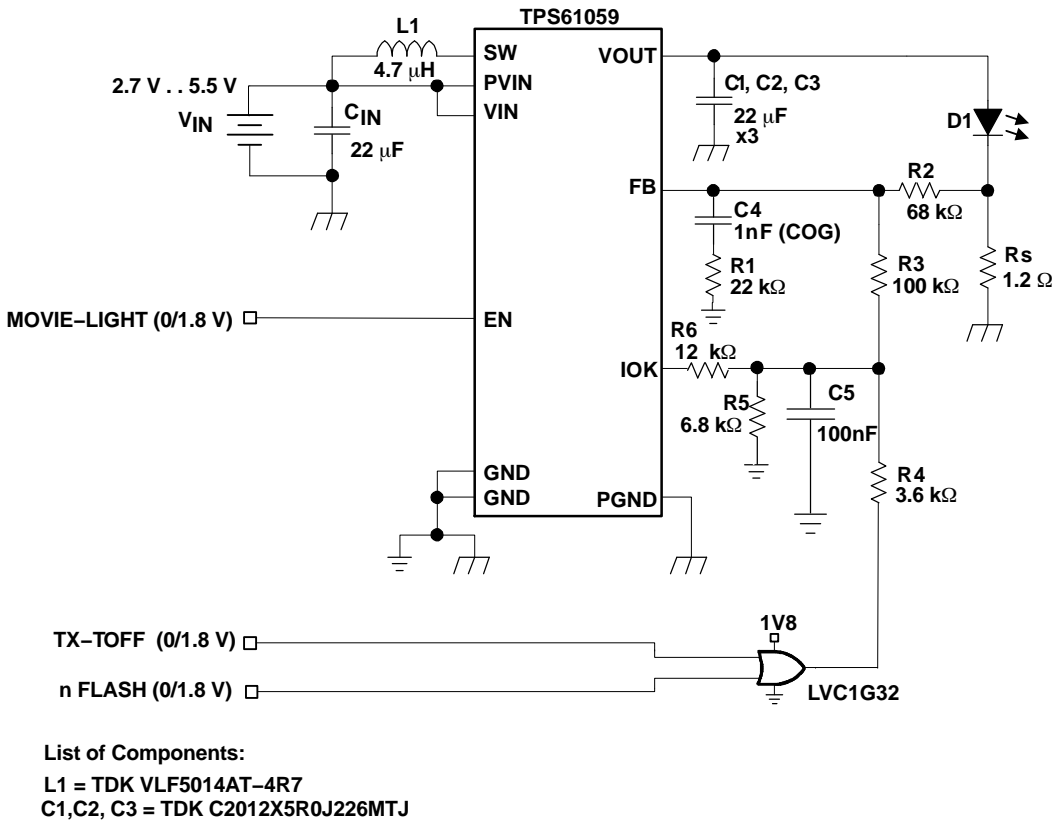 TPS61059
L1
4.7 μH
SW
VOUT
2.7 V . . 5.5 V
PVIN
VIN
VIN
CIN
22 μF
C1, C2, C3
22 μF
x3
D1
FB
R2
68 kΩ
C4
1nF (COG)
R1
22 kΩ
R3
100 kΩ
Rs
1.2 Ω
MOVIE−LIGHT (0/1.8 V)
EN
R6
12 kΩ
IOK
R5
6.8 kΩ
C5
100nF
GND
GND
PGND
R4
3.6 kΩ
1V8
TX−TOFF (0/1.8 V)
n FLASH (0/1.8 V)
LVC1G32
List of Components:
L1 = TDK VLF5014AT−4R7
C1,C2, C3 = TDK C2012X5R0J226MTJ